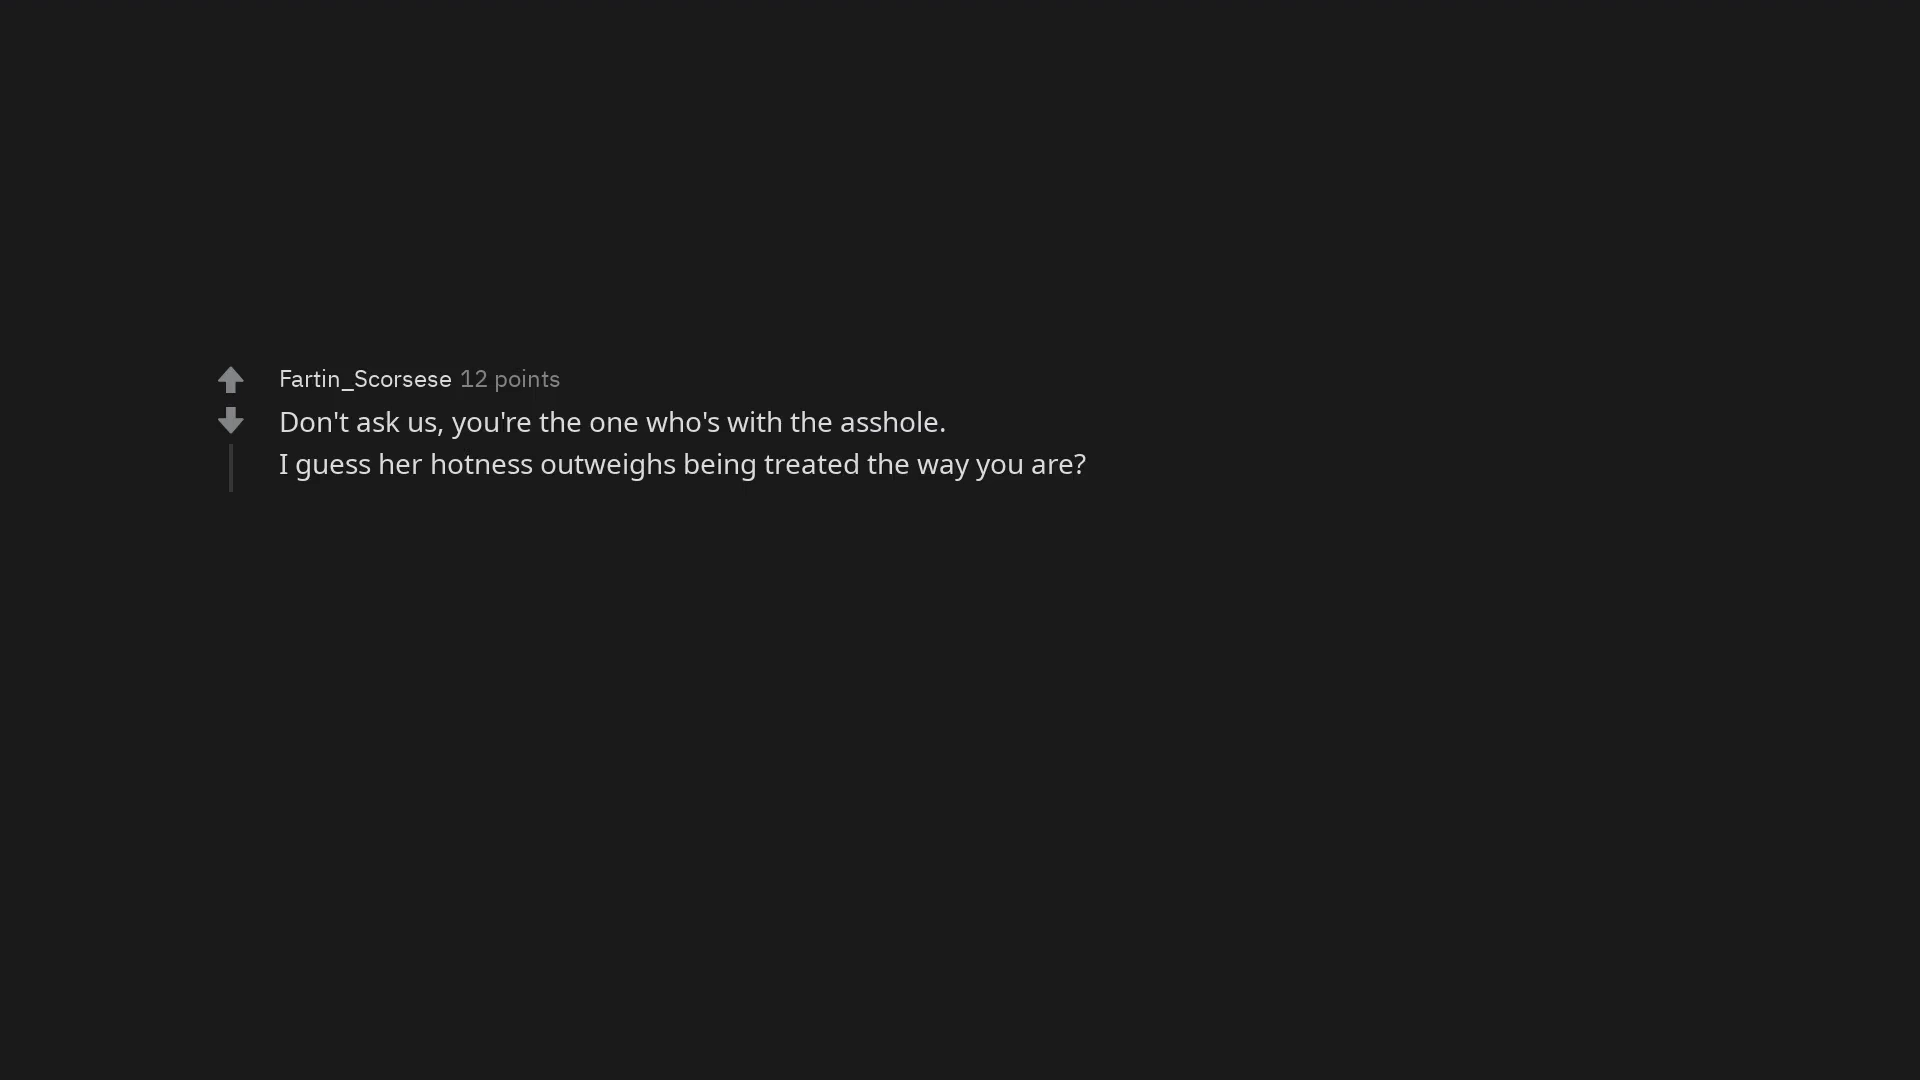 Fartin_Scorsese 12 points
Don't ask us, you're the one who's with the asshole.
I guess her hotness outweighs being treated the way you are?